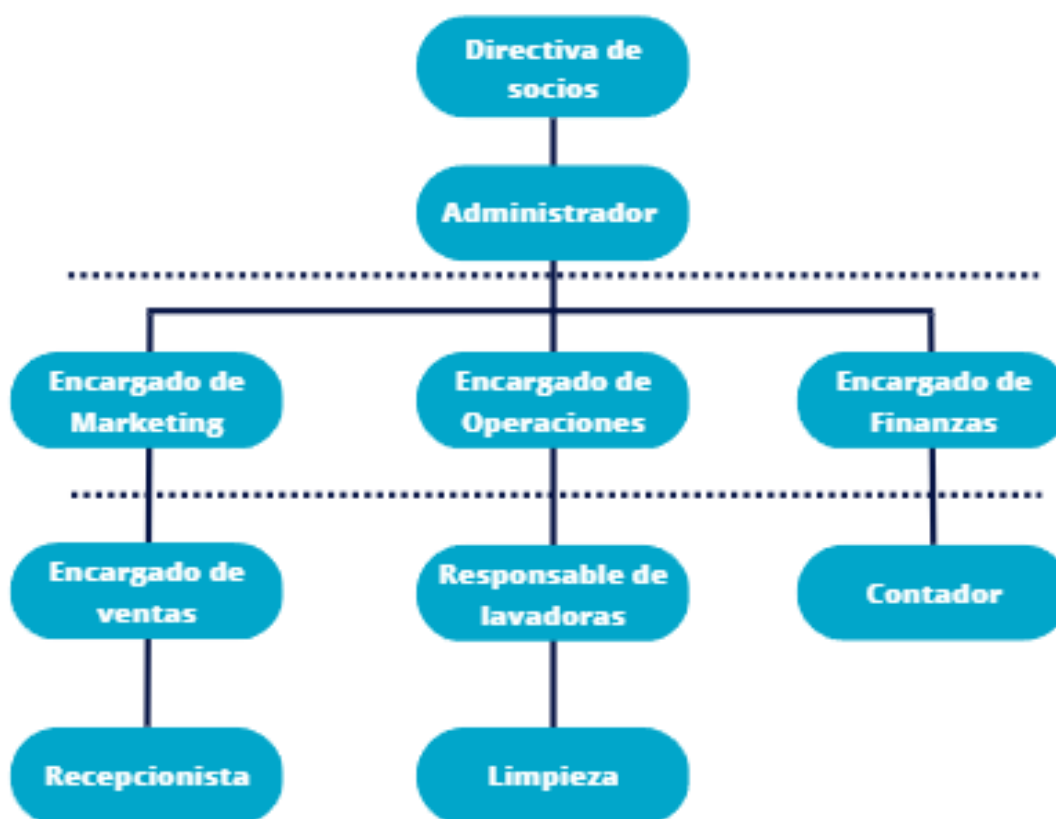 Directiva de
socios
Administrador
Encargado de
Marketing
Encargado de
Operaciones
Encargado de
Finanzas
Encargado de
ventas
Responsable de
lavadoras
Contador
Recepcionista
Limpieza